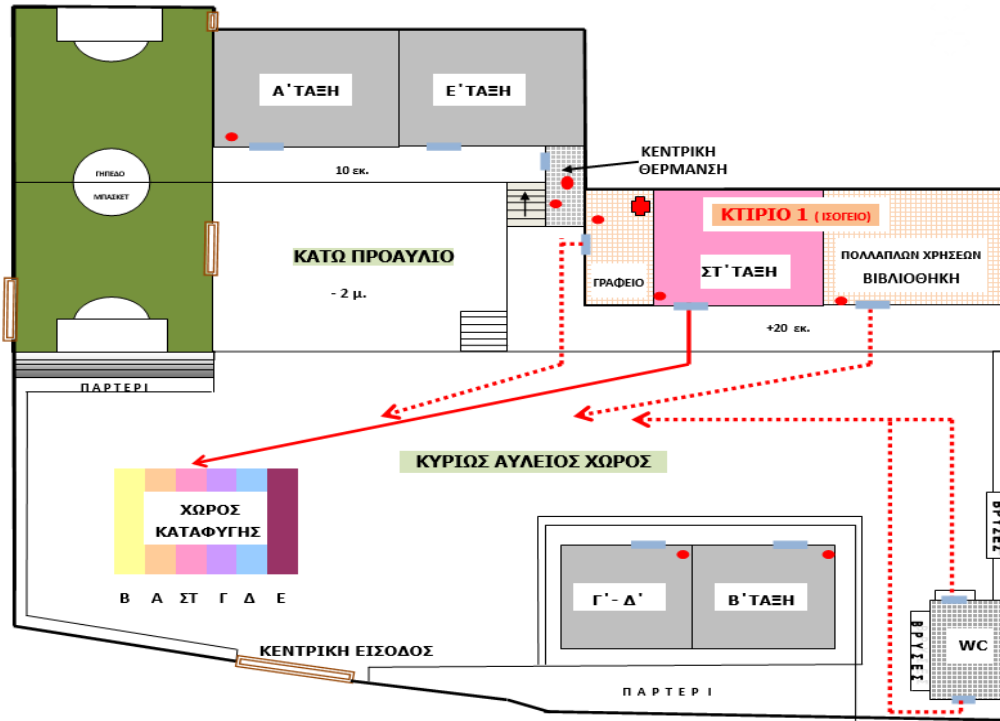 Α΄ΤΑΞΗ
Ε΄ΤΑΞΗ
ΚΕΝΤΡΙΚΗ
ΘΕΡΜΑΝΣΗ
10 εκ.
ΓΗΠΕΔΟ
ΜΠΑΣΚΕΤ
ΚΤΙΡΙΟ 1 ( ΙΣΟΓΕΙΟ)
ΚΑΤΩ ΠΡΟΑΥΛΙΟ
- 2 μ.
ΓΡΑΦΕΙΟ
ΣΤ΄ΤΑΞΗ
ΠΟΛΛΑΠΛΩΝ ΧΡΗΣΕΩΝ
ΒΙΒΛΙΟΘΗΚΗ
+20 εκ.
ΠΑΡΤΕΡΙ
ΚΥΡΙΩΣ ΑΥΛΕΙΟΣ ΧΩΡΟΣ
ΧΩΡΟΣ
ΚΑΤΑΦΥΓΗΣ
Β Α ΣΤ Γ Δ Ε
ΒΡΥΣΕΣ
Γ΄- Δ΄
Β΄ΤΑΞΗ
ΒΡΥΣΕΣ
WC
ΚΕΝΤΡΙΚΗ ΕΙΣΟΔΟΣ
ΠΑΡΤΕΡΙ